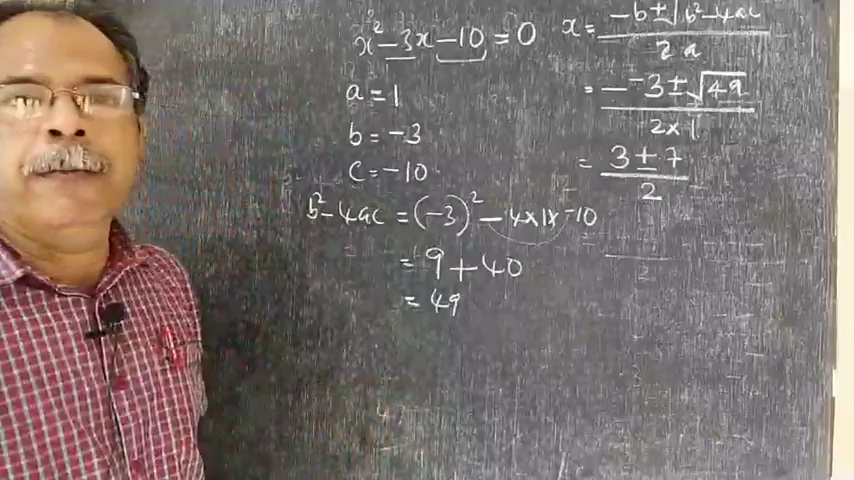 x² - 3x - 10 = 0
a = 1
b = -3
c = -10
b² - 4ac = (-3)² - 4×1×-10
= 9 + 40
= 49
x = -b ± √b² - 4ac / 2a
= - -3 ± √49 / 2×1
= 3 ± 7 / 2